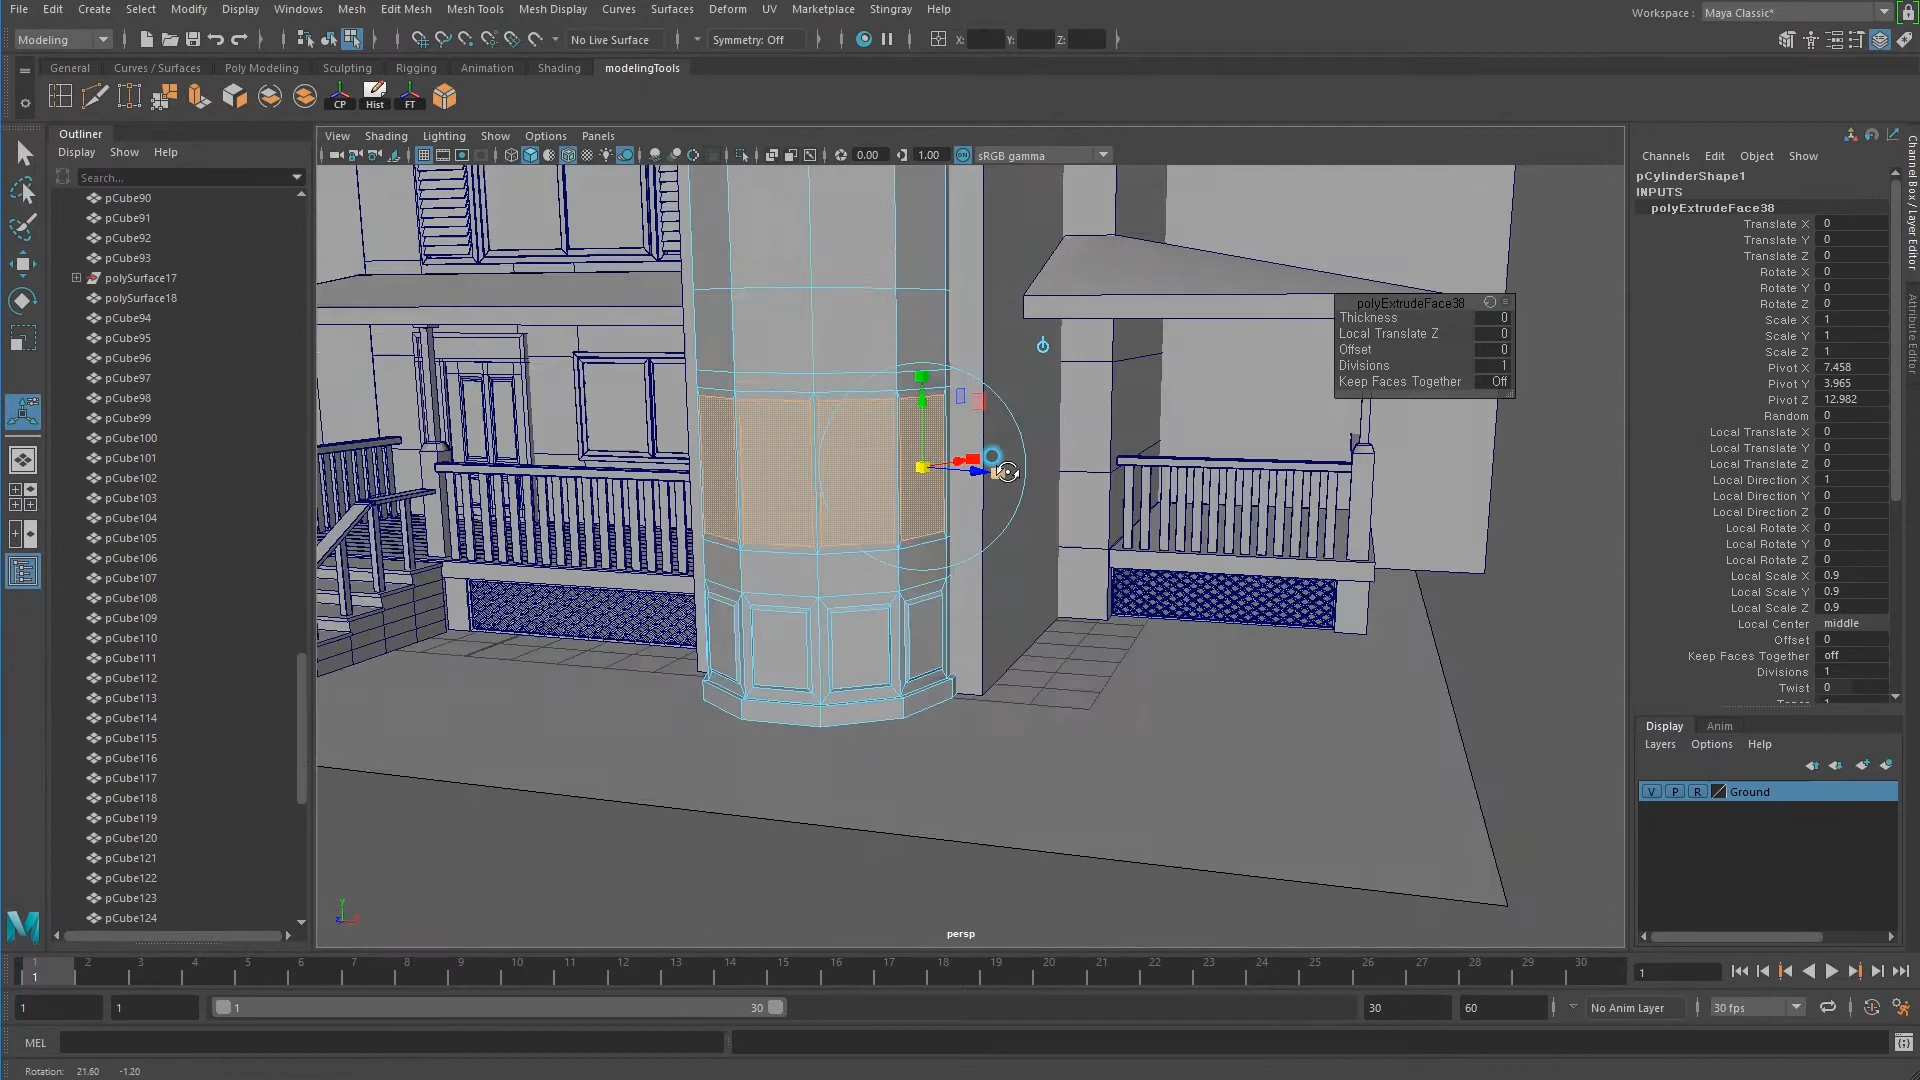 File Edit Create Select Modify Display Windows Mesh Edit Mesh Mesh Tools Mesh Display Curves Surfaces Deform UV Marketplace Stingray Help
Workspace : Maya Classic*
Modeling No Live Surface Symmetry: Off X: Y: Z:
General Curves / Surfaces Poly Modeling Sculpting Rigging Animation Shading modelingTools
CP Hist FT
Outliner
Display Show Help
Search...
pCube90
pCube91
pCube92
pCube93
polySurface17
polySurface18
pCube94
pCube95
pCube96
pCube97
pCube98
pCube99
pCube100
pCube101
pCube102
pCube103
pCube104
pCube105
pCube106
pCube107
pCube108
pCube109
pCube110
pCube111
pCube112
pCube113
pCube114
pCube115
pCube116
pCube117
pCube118
pCube119
pCube120
pCube121
pCube122
pCube123
pCube124
View Shading Lighting Show Options Panels
0.00 1.00 sRGB gamma
polyExtrudeFace38
Thickness 0
Local Translate Z 0
Offset 0
Divisions 1
Keep Faces Together Off
y
z x
persp
Channels Edit Object Show
pCylinderShape1
INPUTS
polyExtrudeFace38
Translate X 0
Translate Y 0
Translate Z 0
Rotate X 0
Rotate Y 0
Rotate Z 0
Scale X 1
Scale Y 1
Scale Z 1
Pivot X 7.458
Pivot Y 3.965
Pivot Z 12.982
Random 0
Local Translate X 0
Local Translate Y 0
Local Translate Z 0
Local Direction X 1
Local Direction Y 0
Local Direction Z 0
Local Rotate X 0
Local Rotate Y 0
Local Rotate Z 0
Local Scale X 0.9
Local Scale Y 0.9
Local Scale Z 0.9
Local Center middle
Offset 0
Keep Faces Together off
Divisions 1
Twist 0
Channel Box / Layer Editor
Attribute Editor
Display Anim
Layers Options Help
V P R Ground
1 2 3 4 5 6 7 8 9 10 11 12 13 14 15 16 17 18 19 20 21 22 23 24 25 26 27 28 29 30
1 1
1 1 1 30 30 60 No Anim Layer 30 fps
MEL
Rotation: 21.60 -1.20